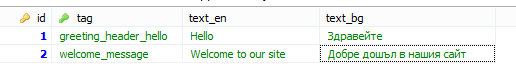 id tag text_en text_bg
1 greeting_header_hello Hello Здравейте
2 welcome_message Welcome to our site Добре дошъл в нашия сайт